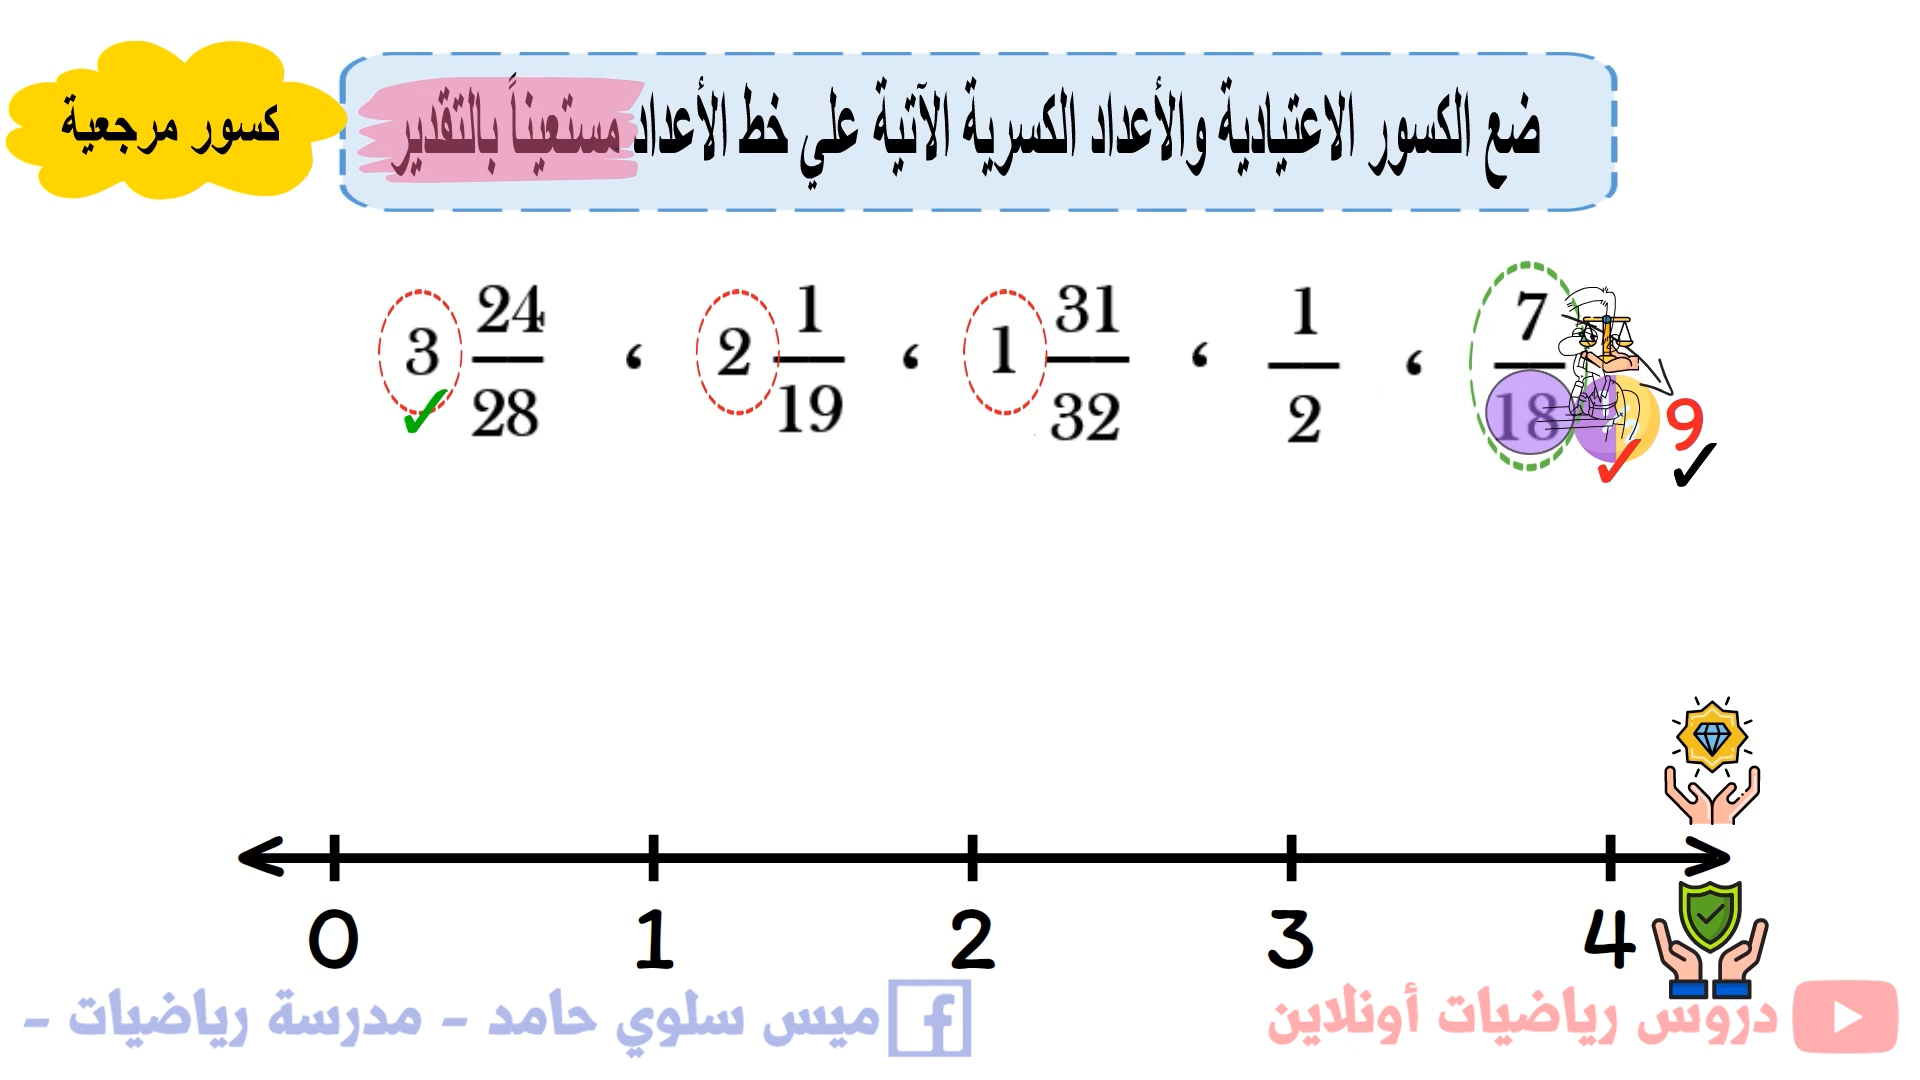 كسور مرجعية
ضع الكسور الاعتيادية والأعداد الكسرية الآتية علي خط الأعداد مستعيناً بالتقدير
7/18 ، 1/2 ، 1 31/32 ، 2 1/19 ، 3 24/28
9
0 1 2 3 4
دروس رياضيات أونلاين
ميس سلوي حامد - مدرسة رياضيات -